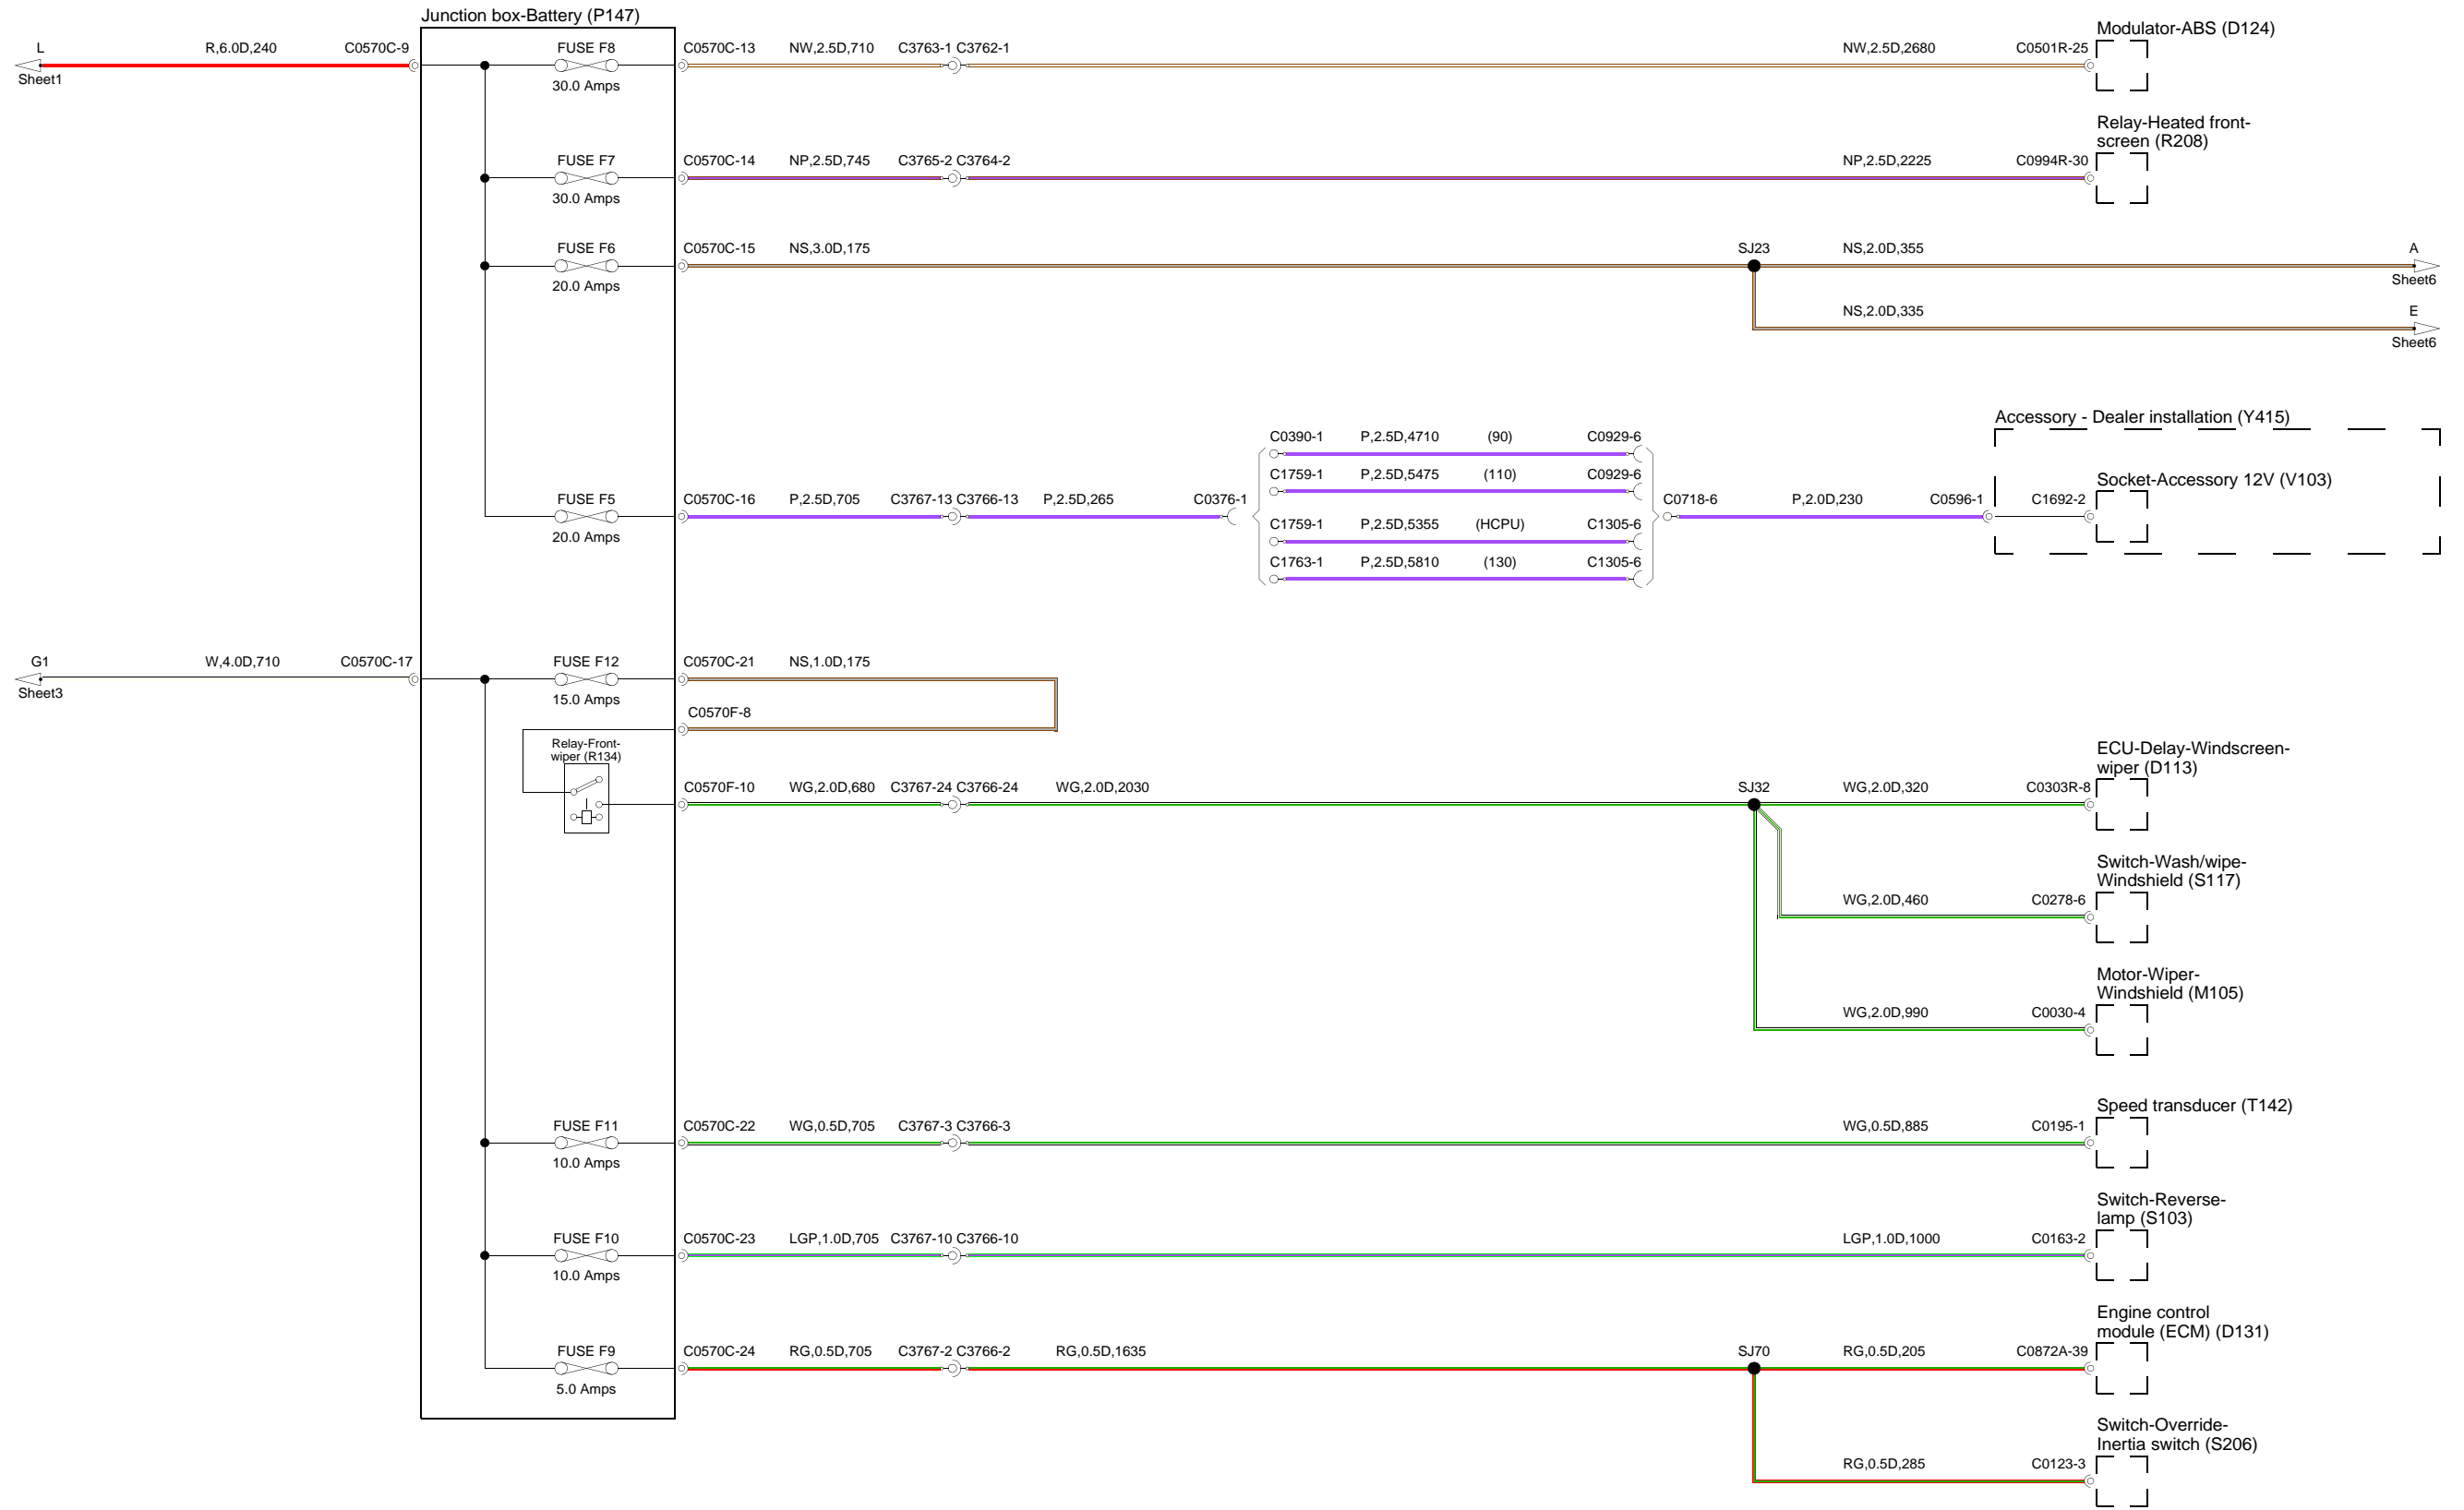 Junction box-Battery (P147)
L
R,6.0D,240
C0570C-9
Sheet1
FUSE F8
30.0 Amps
C0570C-13
NW,2.5D,710
C3763-1 C3762-1
NW,2.5D,2680
C0501R-25
Modulator-ABS (D124)
FUSE F7
30.0 Amps
C0570C-14
NP,2.5D,745
C3765-2 C3764-2
NP,2.5D,2225
C0994R-30
Relay-Heated front-
screen (R208)
FUSE F6
20.0 Amps
C0570C-15
NS,3.0D,175
SJ23
NS,2.0D,355
A
Sheet6
NS,2.0D,335
E
Sheet6
FUSE F5
20.0 Amps
C0570C-16
P,2.5D,705
C3767-13 C3766-13
P,2.5D,265
C0376-1
C0390-1
P,2.5D,4710
(90)
C0929-6
C1759-1
P,2.5D,5475
(110)
C0929-6
C1759-1
P,2.5D,5355
(HCPU)
C1305-6
C1763-1
P,2.5D,5810
(130)
C1305-6
C0718-6
P,2.0D,230
C0596-1
Accessory - Dealer installation (Y415)
C1692-2
Socket-Accessory 12V (V103)
G1
W,4.0D,710
C0570C-17
Sheet3
FUSE F12
15.0 Amps
C0570C-21
NS,1.0D,175
C0570F-8
Relay-Front-
wiper (R134)
C0570F-10
WG,2.0D,680
C3767-24 C3766-24
WG,2.0D,2030
SJ32
WG,2.0D,320
C0303R-8
ECU-Delay-Windscreen-
wiper (D113)
WG,2.0D,460
C0278-6
Switch-Wash/wipe-
Windshield (S117)
WG,2.0D,990
C0030-4
Motor-Wiper-
Windshield (M105)
FUSE F11
10.0 Amps
C0570C-22
WG,0.5D,705
C3767-3 C3766-3
WG,0.5D,885
C0195-1
Speed transducer (T142)
FUSE F10
10.0 Amps
C0570C-23
LGP,1.0D,705
C3767-10 C3766-10
LGP,1.0D,1000
C0163-2
Switch-Reverse-
lamp (S103)
FUSE F9
5.0 Amps
C0570C-24
RG,0.5D,705
C3767-2 C3766-2
RG,0.5D,1635
SJ70
RG,0.5D,205
C0872A-39
Engine control
module (ECM) (D131)
RG,0.5D,285
C0123-3
Switch-Override-
Inertia switch (S206)